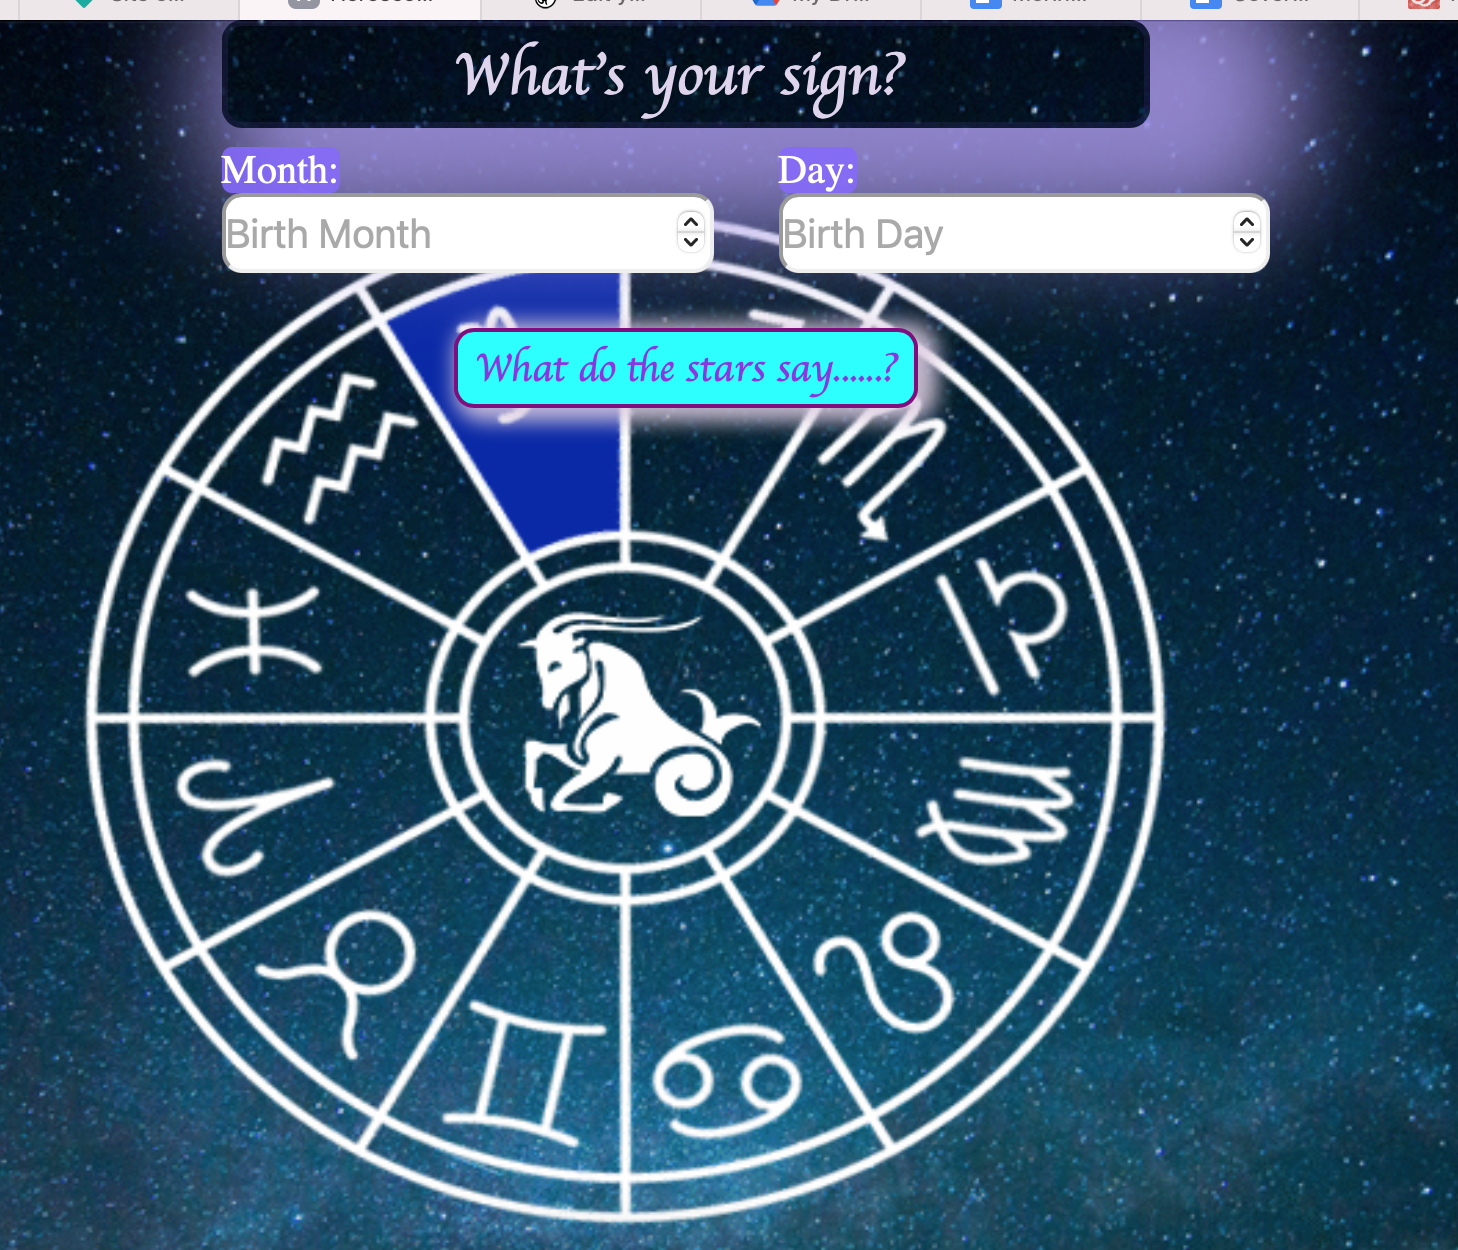 What's your sign?
Month: Day:
Birth Month Birth Day
What do the stars say......?